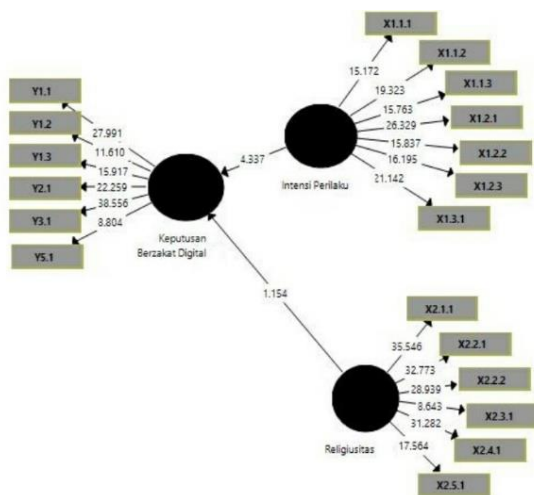 X1.1.1
X1.1.2
X1.1.3
X1.2.1
X1.2.2
X1.2.3
X1.3.1
15.172
19.323
15.763
26.329
15.837
16.195
21.142
Intensi Perilaku
4.337
Y1.1
Y1.2
Y1.3
Y2.1
Y3.1
Y5.1
27.991
11.610
15.917
22.259
38.556
8.804
Keputusan
Berzakat Digital
1.154
X2.1.1
X2.2.1
X2.2.2
X2.3.1
X2.4.1
X2.5.1
35.546
32.773
28.939
8.643
31.282
17.564
Religiusitas